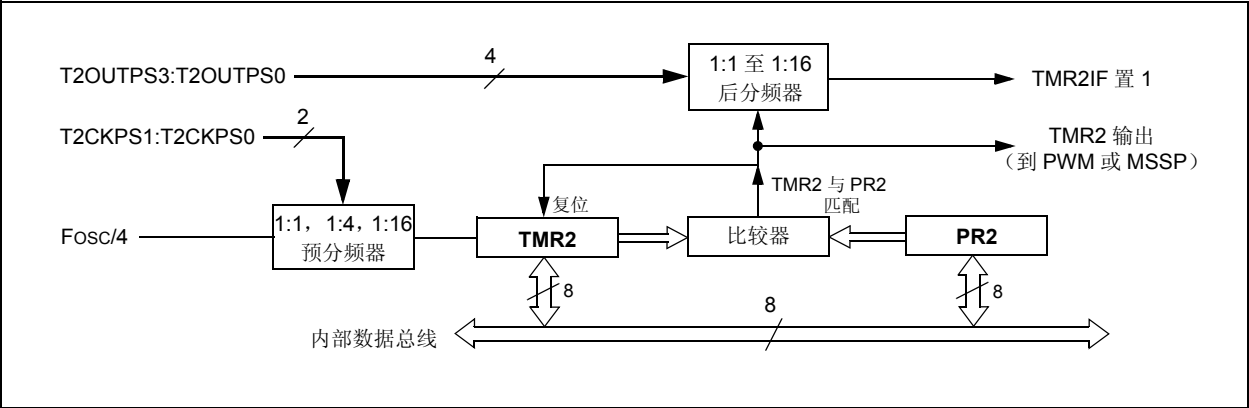 T2OUTPS3:T2OUTPS0
4
1:1 至 1:16
后分频器
TMR2IF 置 1
T2CKPS1:T2CKPS0
2
TMR2 输出
（到 PWM 或 MSSP）
TMR2 与 PR2
匹配
复位
FOSC/4
1:1，1:4，1:16
预分频器
TMR2
比较器
PR2
8
8
8
内部数据总线